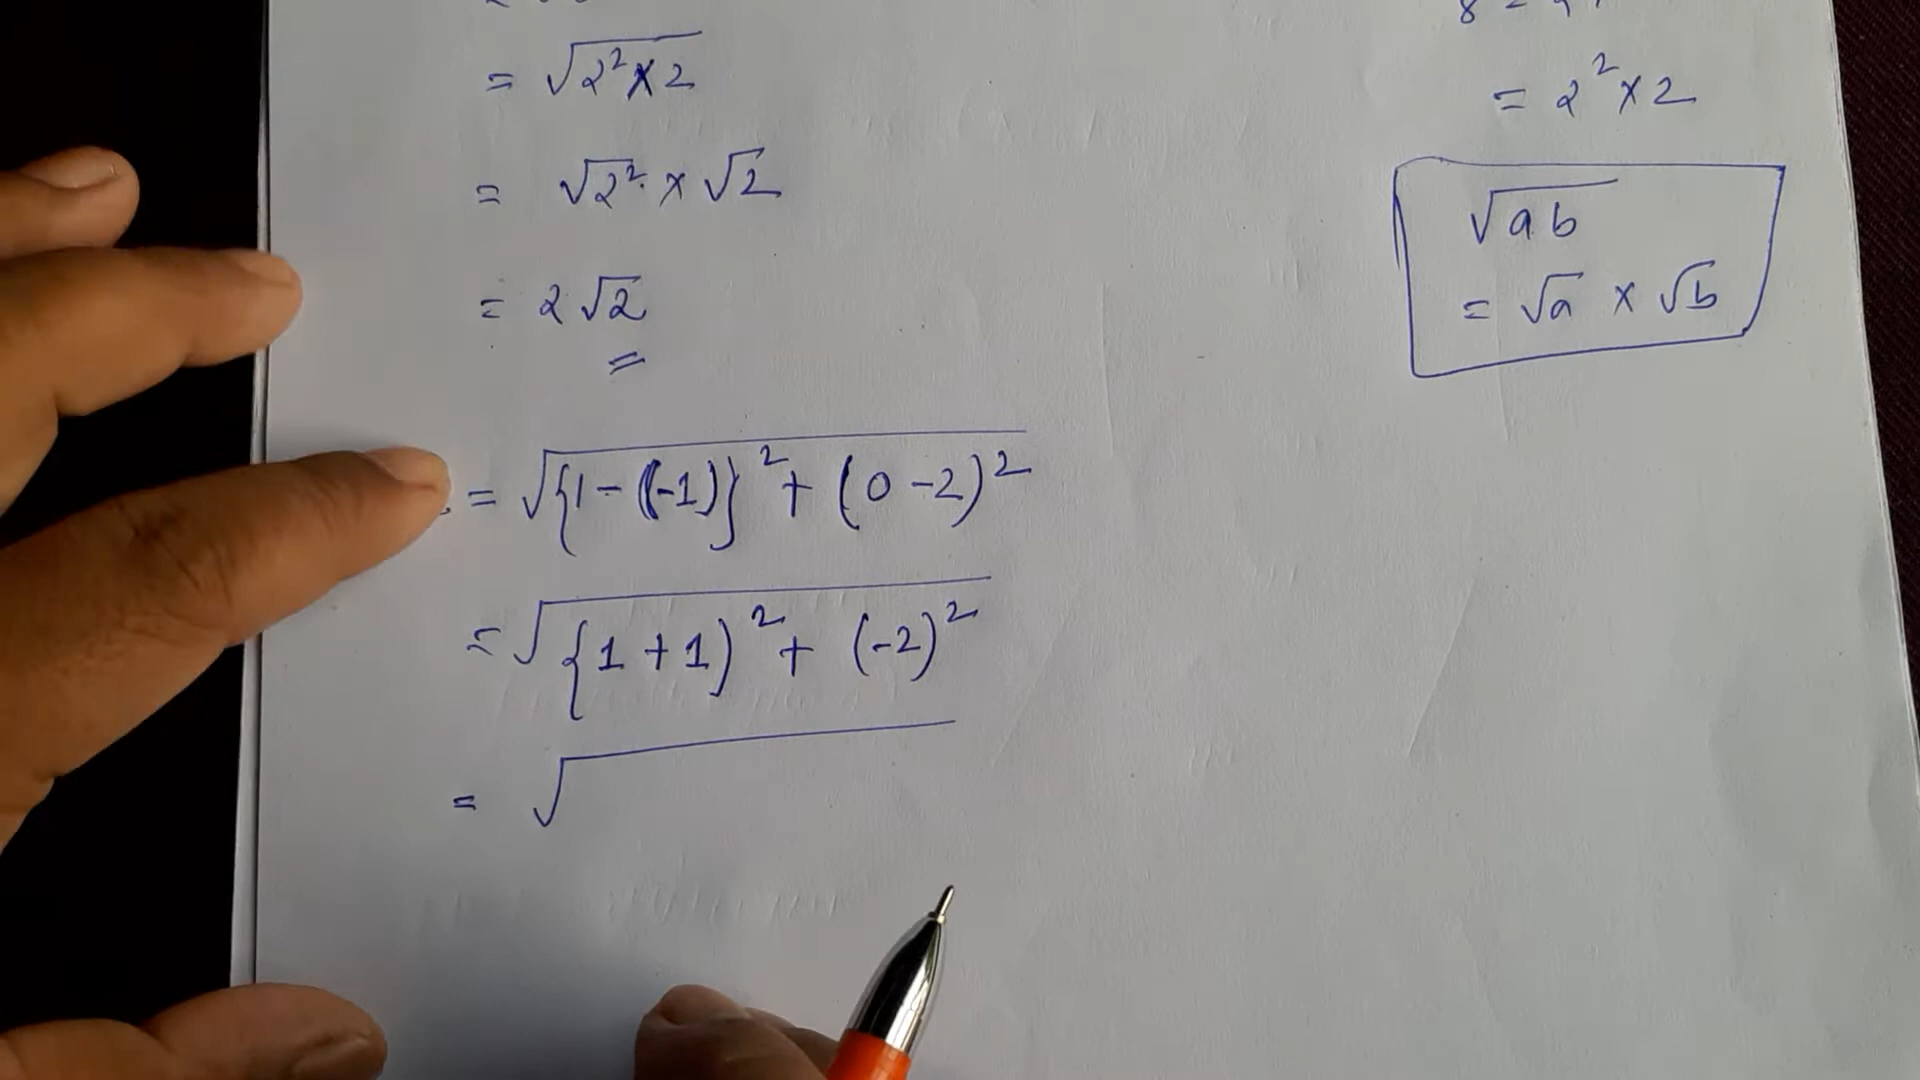 = √2²×2
= √2² × √2
= 2√2
= √{1-(-1)}² + (0-2)²
= √{1+1)² + (-2)²
= √
= 2²×2
√ab
= √a × √b